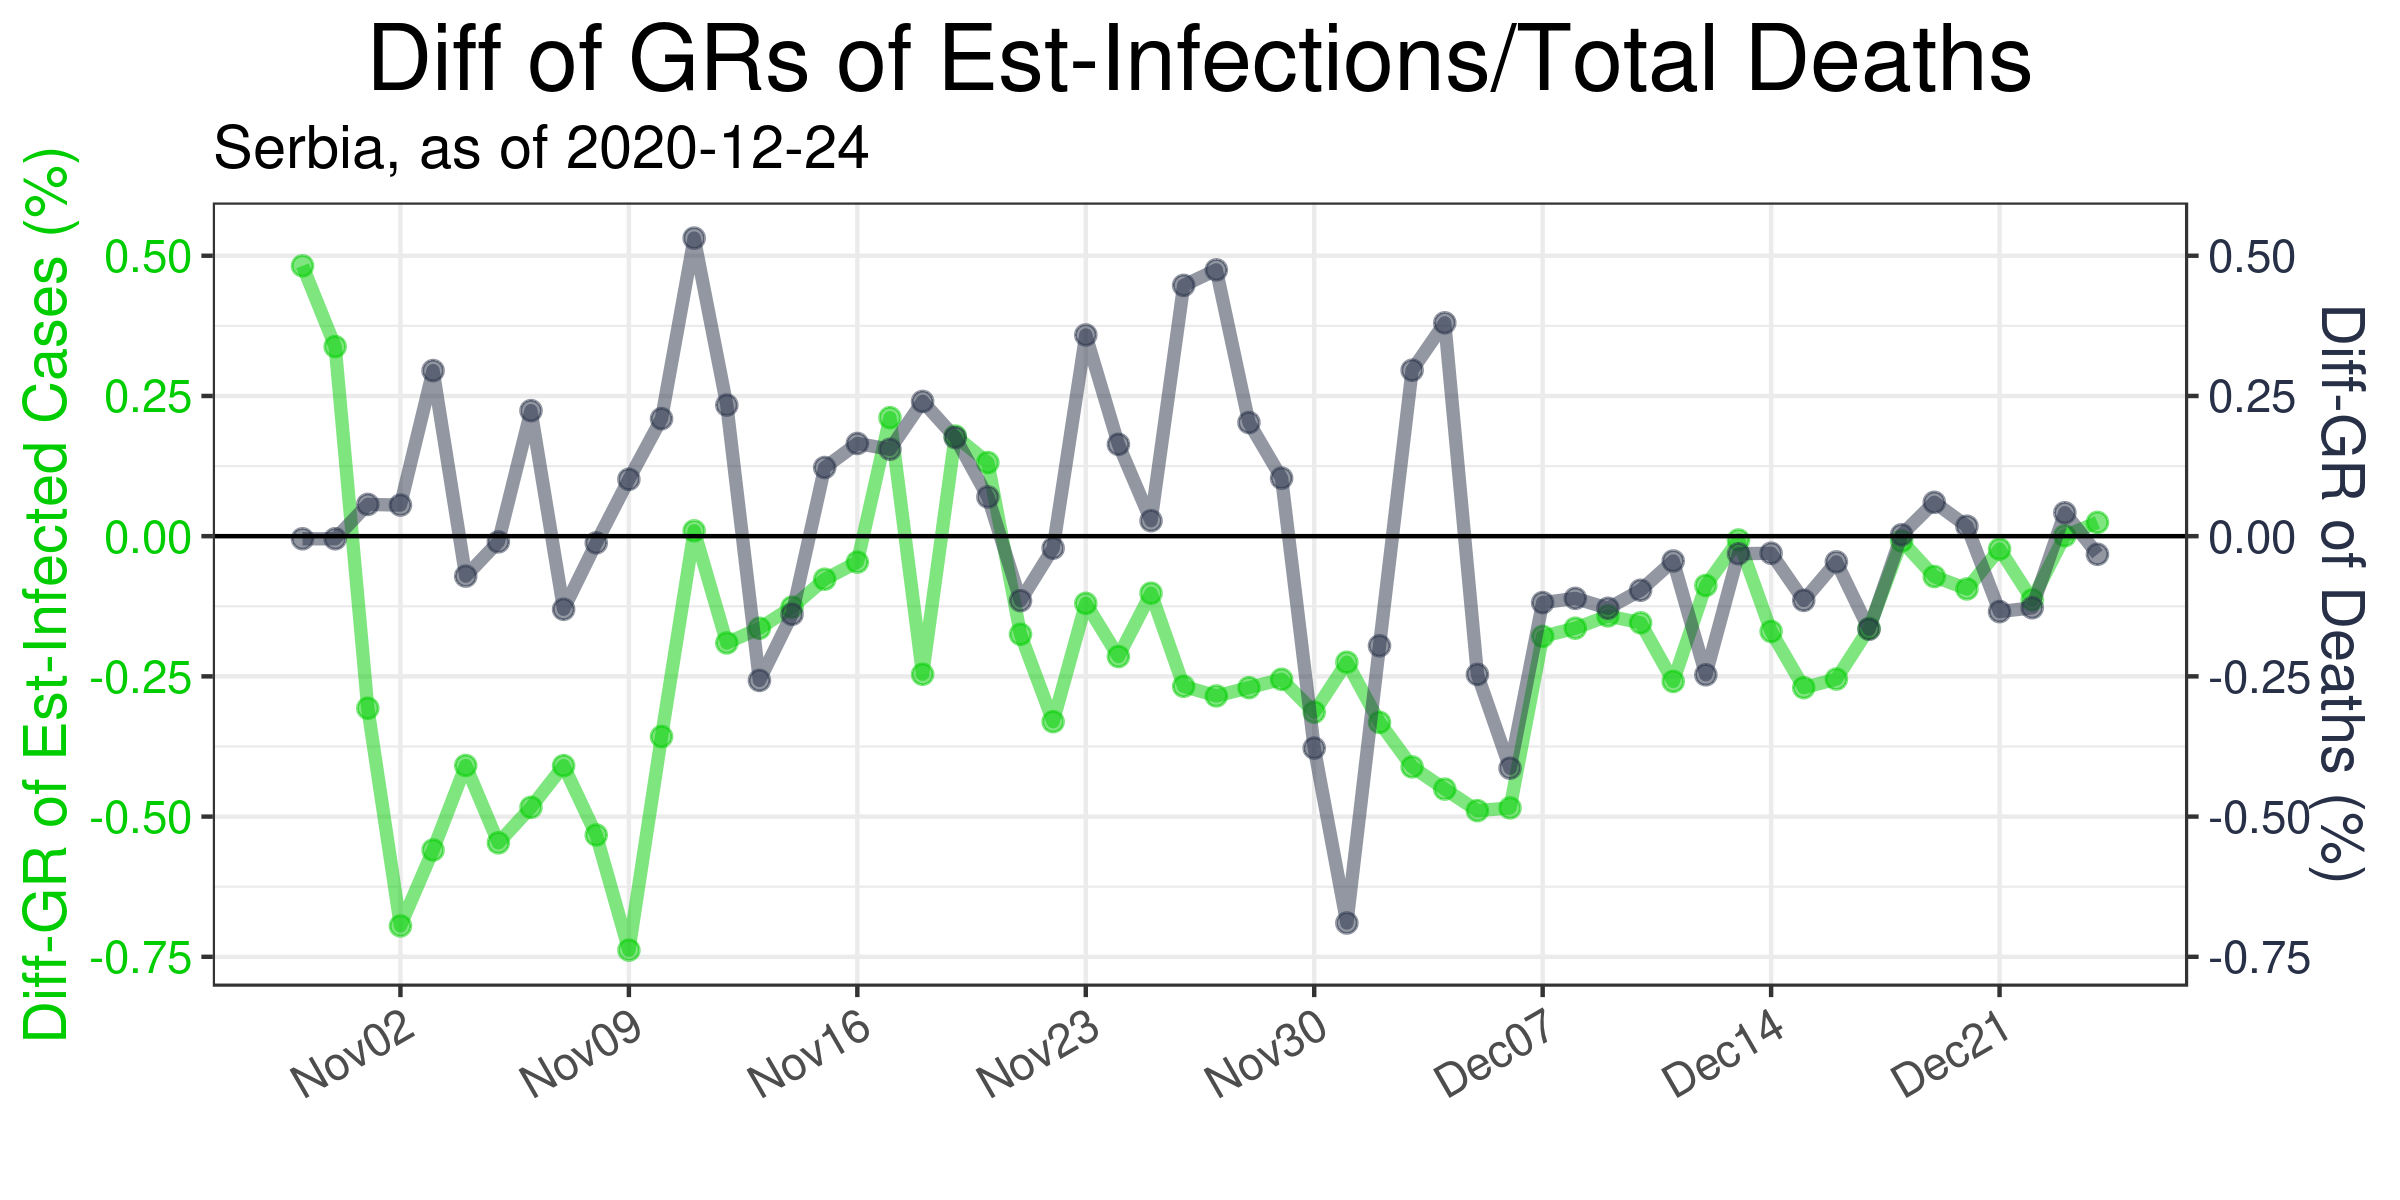 Diff of GRs of Est-Infections/Total Deaths
Serbia, as of 2020-12-24
Diff-GR of Est-Infected Cases (%)
0.50
0.25
0.00
-0.25
-0.50
-0.75
0.50
0.25
0.00
-0.25
-0.50
-0.75
Diff-GR of Deaths (%)
Nov02
Nov09
Nov16
Nov23
Nov30
Dec07
Dec14
Dec21